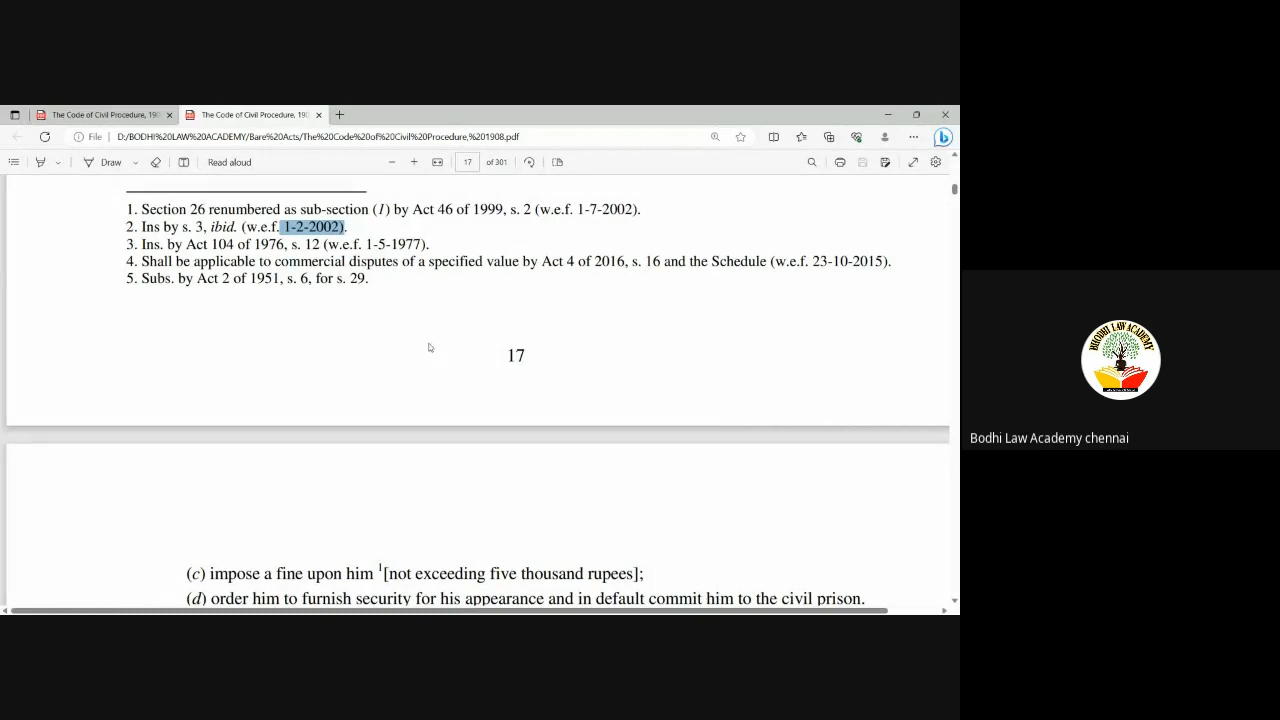 The Code of Civil Procedure, 190
The Code of Civil Procedure, 190
File
D:/BODHI%20LAW%20ACADEMY/Bare%20Acts/The%20Code%20of%20Civil%20Procedure,%201908.pdf
Draw
Read aloud
17
of 301
1. Section 26 renumbered as sub-section (1) by Act 46 of 1999, s. 2 (w.e.f. 1-7-2002).
2. Ins by s. 3, ibid. (w.e.f. 1-2-2002).
3. Ins. by Act 104 of 1976, s. 12 (w.e.f. 1-5-1977).
4. Shall be applicable to commercial disputes of a specified value by Act 4 of 2016, s. 16 and the Schedule (w.e.f. 23-10-2015).
5. Subs. by Act 2 of 1951, s. 6, for s. 29.
17
(c) impose a fine upon him 1[not exceeding five thousand rupees];
(d) order him to furnish security for his appearance and in default commit him to the civil prison.
BHODHI LAW ACADEMY
Bodhi Law Academy chennai